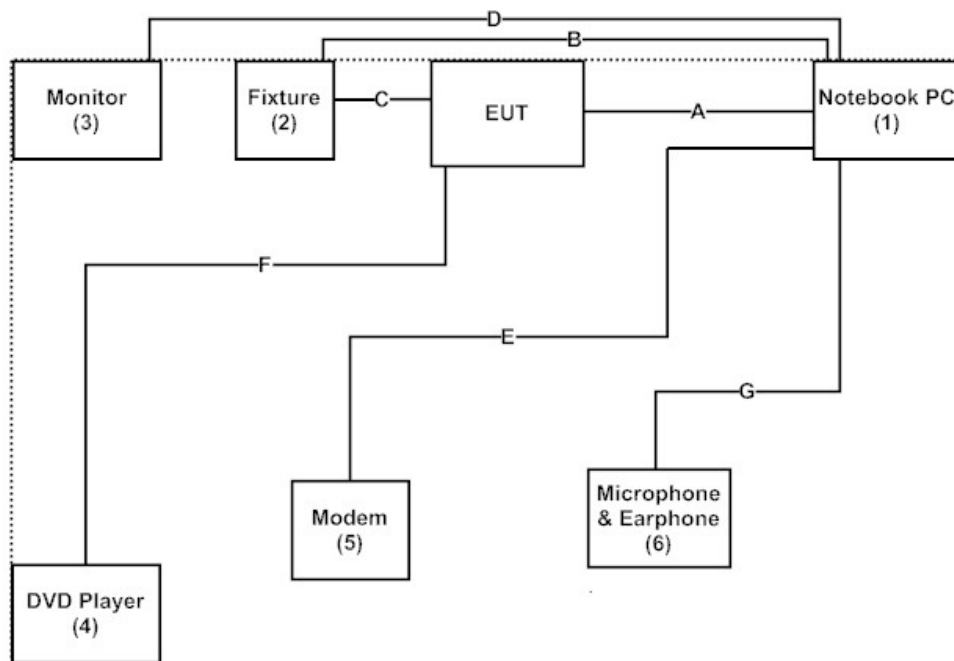 D
B
Monitor
(3)
Fixture
(2)
C
EUT
A
Notebook PC
(1)
F
E
G
Microphone
& Earphone
(6)
Modem
(5)
DVD Player
(4)